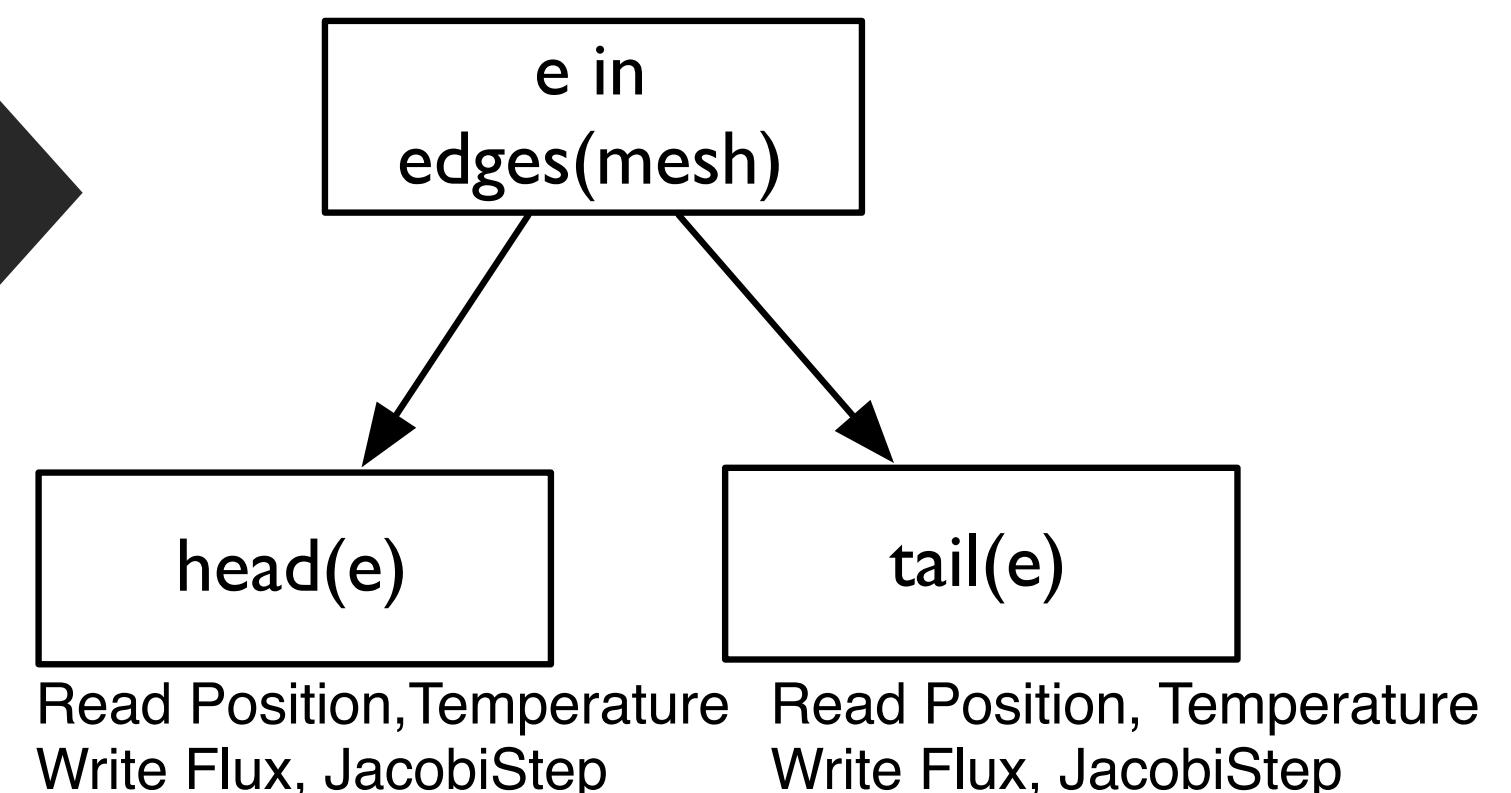 e in
edges(mesh)
head(e)
tail(e)
Read Position,Temperature
Write Flux, JacobiStep
Read Position, Temperature
Write Flux, JacobiStep